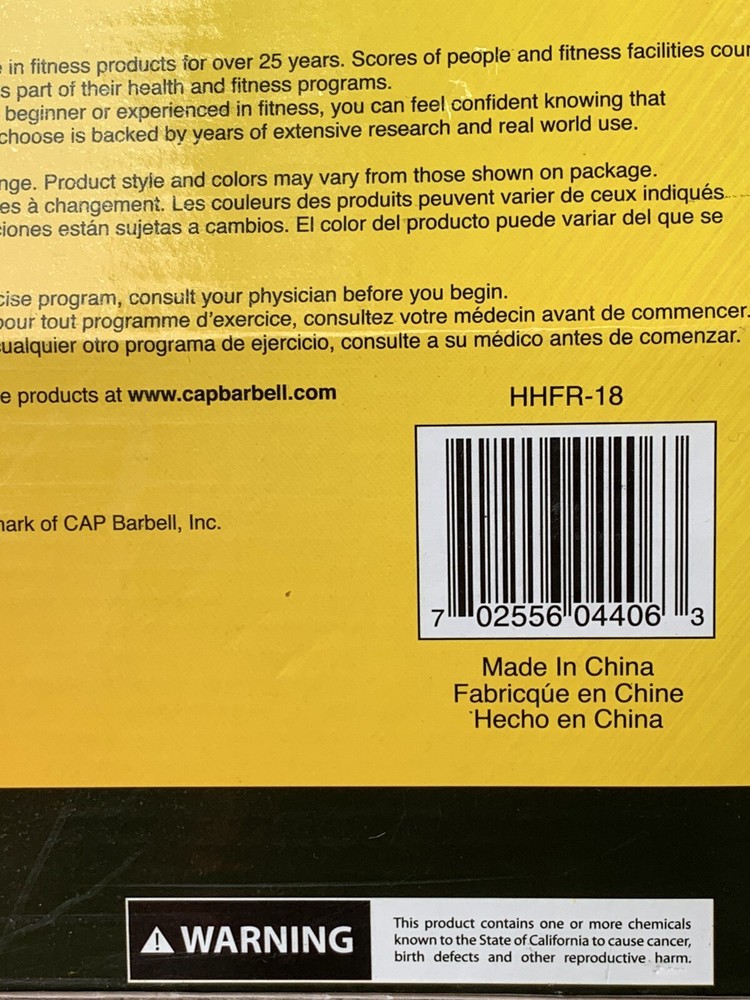 in fitness products for over 25 years. Scores of people and fitness facilities
s part of their health and fitness programs.
beginner or experienced in fitness, you can feel confident knowing that
choose is backed by years of extensive research and real world use.
nge. Product style and colors may vary from those shown on package.
es à changement. Les couleurs des produits peuvent varier de ceux indiqués
ciones están sujetas a cambios. El color del producto puede variar del que se
cise program, consult your physician before you begin.
pour tout programme d'exercice, consultez votre médecin avant de commencer.
cualquier otro programa de ejercicio, consulte a su médico antes de comenzar.
e products at www.capbarbell.com
HHFR-18
mark of CAP Barbell, Inc.
7 02556 04406 3
Made In China
Fabricqúe en Chine
Hecho en China
WARNING
This product contains one or more chemicals
known to the State of California to cause cancer,
birth defects and other reproductive harm.